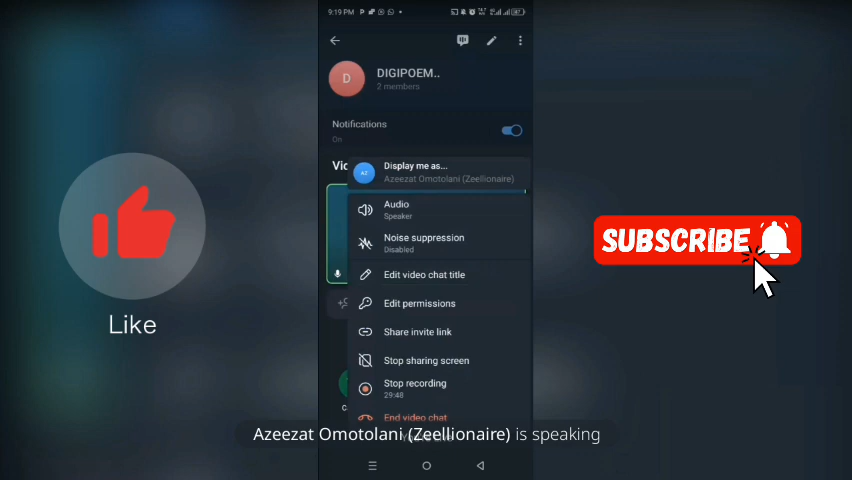 9:19 PM
DIGIPOEM..
2 members
Notifications
On
Vic
Display me as...
AZ
Azeezat Omotolani (Zeellionaire)
Audio
Speaker
Noise suppression
Disabled
Edit video chat title
Edit permissions
Share invite link
Stop sharing screen
Stop recording
29:48
End video chat
Azeezat Omotolani (Zeellionaire) is speaking
D
Like
SUBSCRIBE